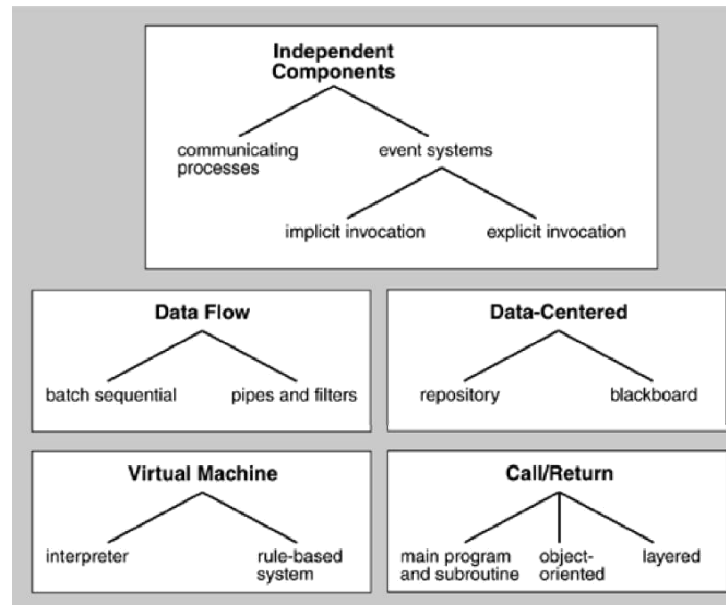 Independent
Components
communicating
processes
event systems
implicit invocation
explicit invocation
Data Flow
batch sequential
pipes and filters
Data-Centered
repository
blackboard
Virtual Machine
interpreter
rule-based
system
Call/Return
main program
and subroutine
object-
oriented
layered